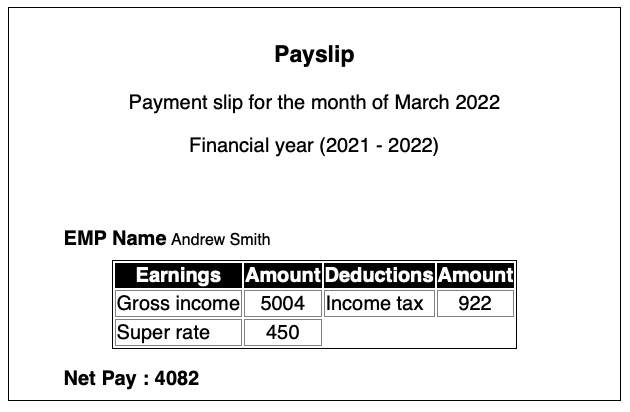 Payslip
Payment slip for the month of March 2022
Financial year (2021 - 2022)
EMP Name Andrew Smith
Earnings Amount Deductions Amount
Gross income 5004 Income tax 922
Super rate 450
Net Pay : 4082